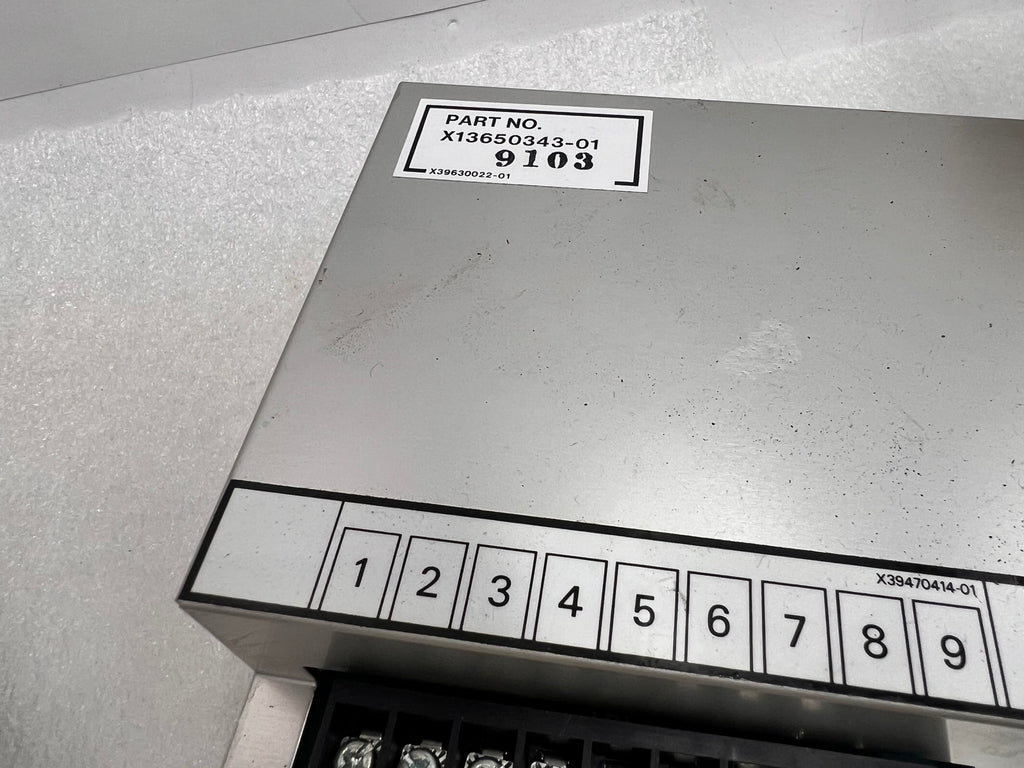 PART NO.
X13650343-01
9103
X39630022-01
X39470414-01
1 2 3 4 5 6 7 8 9